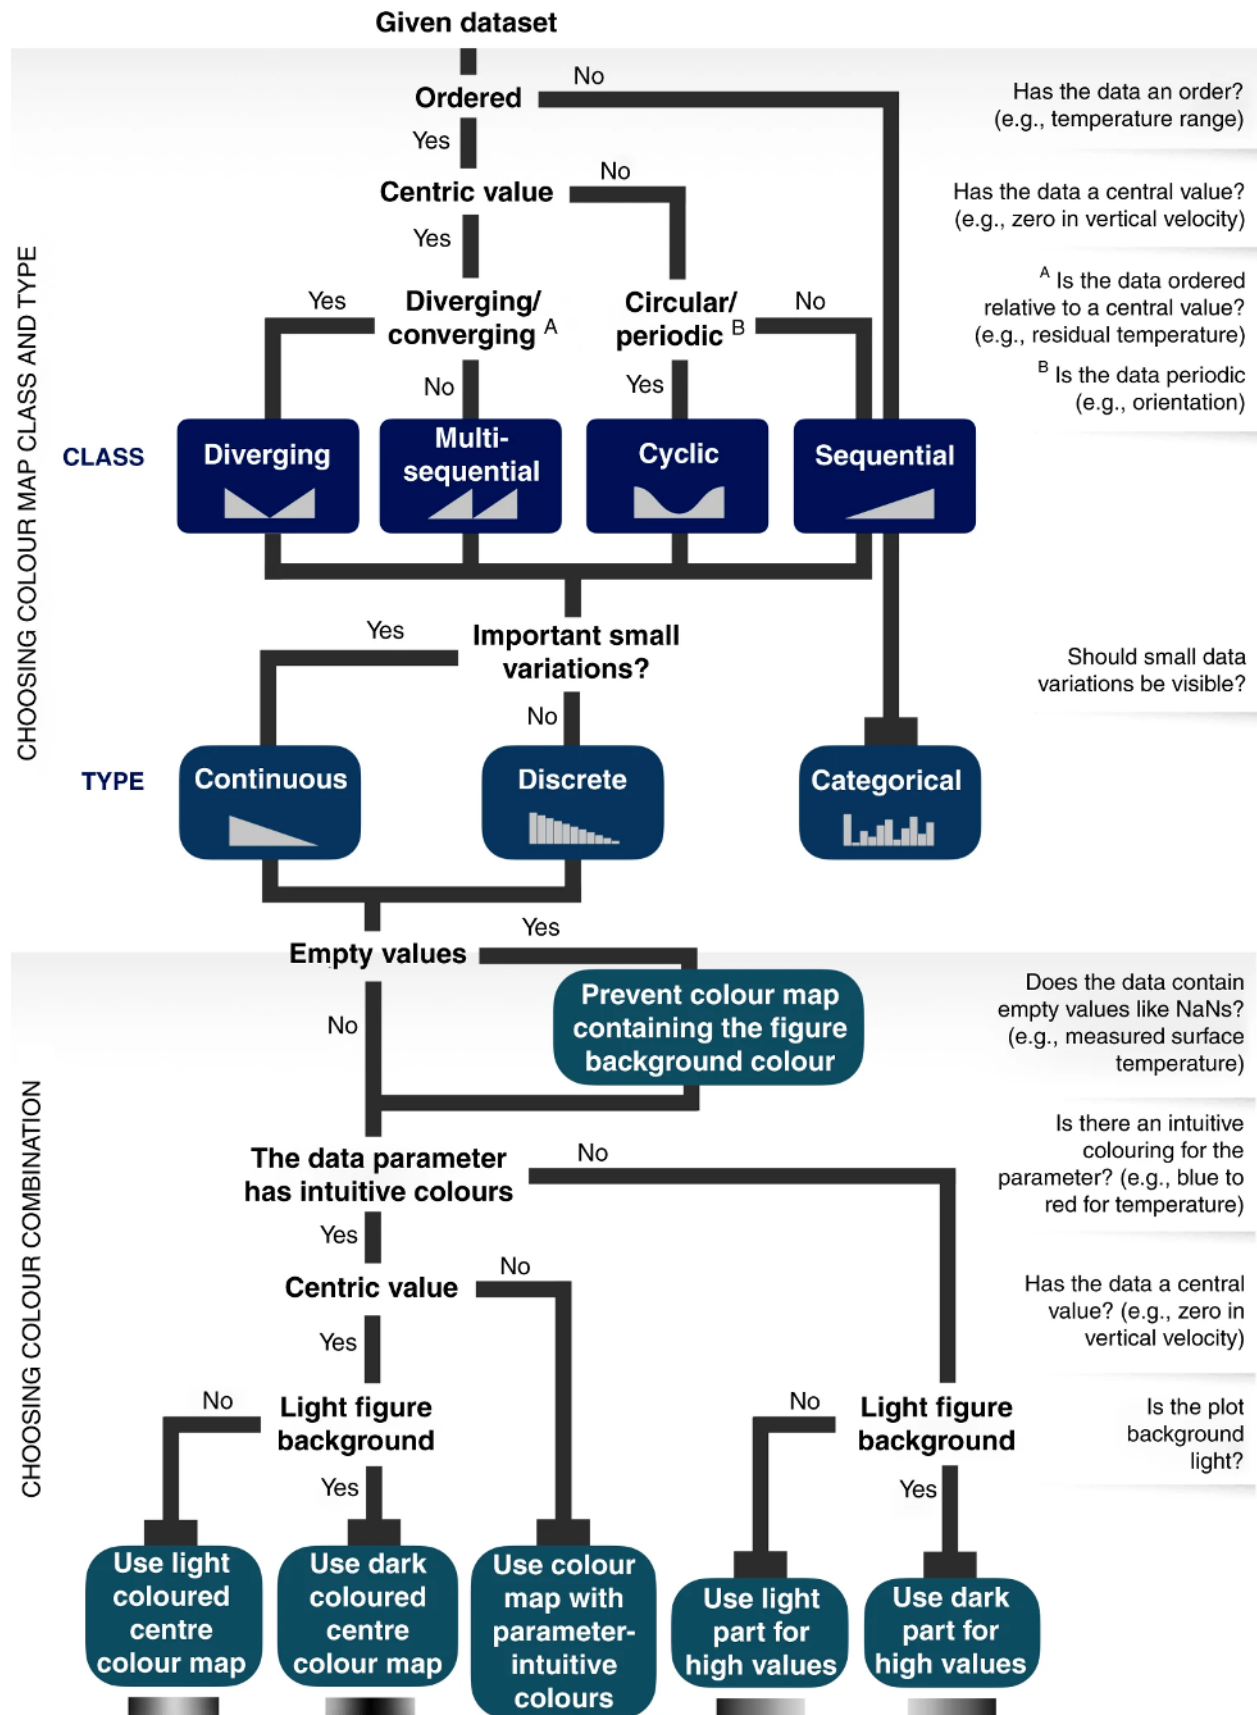 Given dataset
No
Ordered
Has the data an order?
(e.g., temperature range)
Yes
No
Centric value
Has the data a central value?
(e.g., zero in vertical velocity)
Yes
Yes
Diverging/
converging A
Circular/
periodic B
No
A Is the data ordered
relative to a central value?
(e.g., residual temperature)
B Is the data periodic
(e.g., orientation)
No
Yes
CHOOSING COLOUR MAP CLASS AND TYPE
CLASS
Diverging
Multi-
sequential
Cyclic
Sequential
Yes
Important small
variations?
Should small data
variations be visible?
No
TYPE
Continuous
Discrete
Categorical
Yes
Empty values
No
Prevent colour map
containing the figure
background colour
Does the data contain
empty values like NaNs?
(e.g., measured surface
temperature)
CHOOSING COLOUR COMBINATION
The data parameter
has intuitive colours
No
Is there an intuitive
colouring for the
parameter? (e.g., blue to
red for temperature)
Yes
Centric value
No
Has the data a central
value? (e.g., zero in
vertical velocity)
Yes
No
Light figure
background
No
Light figure
background
Is the plot
background
light?
Yes
Yes
Use light
coloured
centre
colour map
Use dark
coloured
centre
colour map
Use colour
map with
parameter-
intuitive
colours
Use light
part for
high values
Use dark
part for
high values